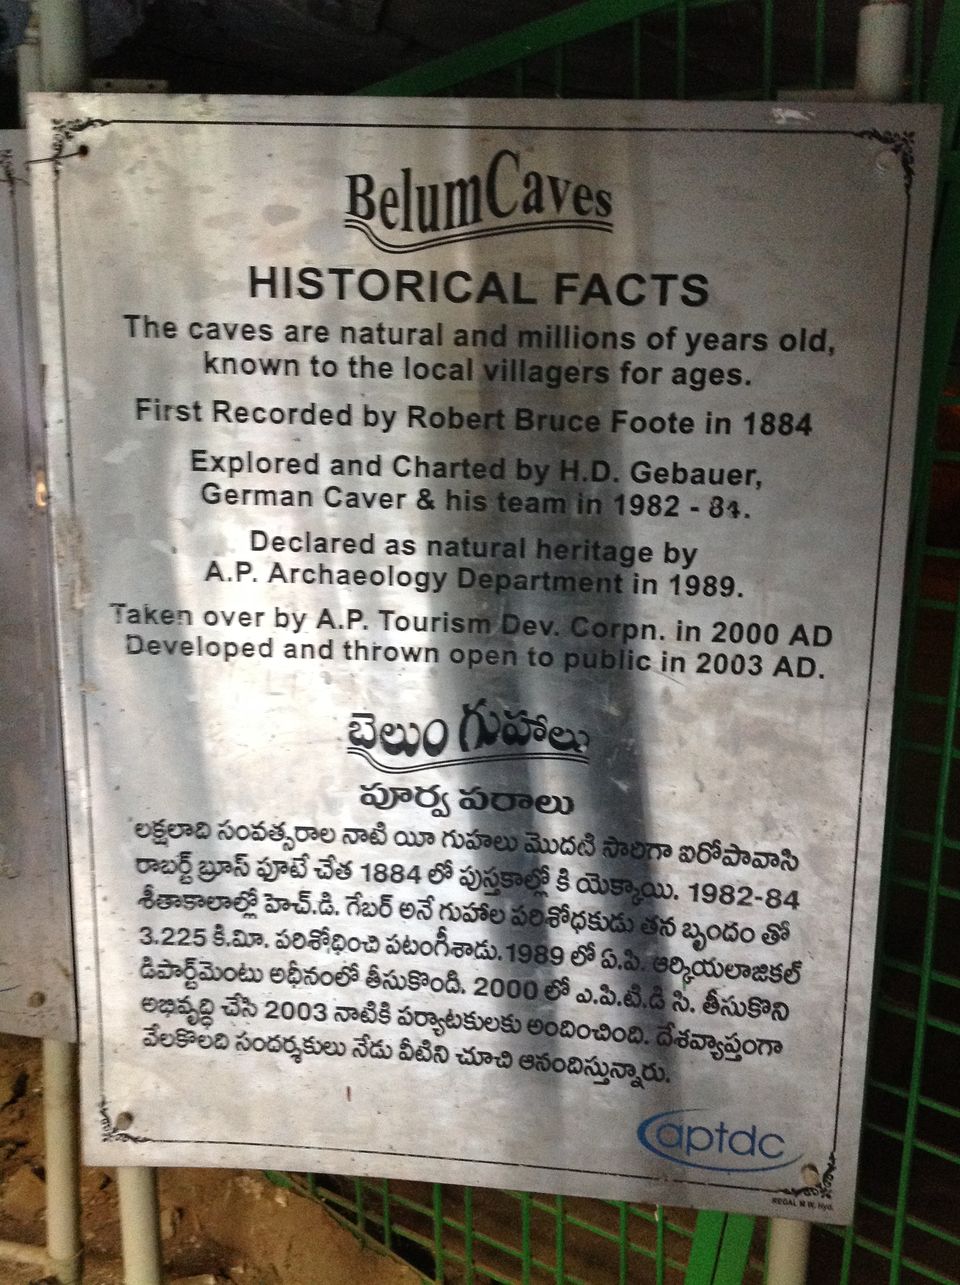 BelumCaves
HISTORICAL FACTS
The caves are natural and millions of years old,
known to the local villagers for ages.
First Recorded by Robert Bruce Foote in 1884
Explored and Charted by H.D. Gebauer,
German Caver & his team in 1982 - 84.
Declared as natural heritage by
A.P. Archaeology Department in 1989.
Taken over by A.P. Tourism Dev. Corpn. in 2000 AD
Developed and thrown open to public in 2003 AD.
బెలుం గుహలు
పూర్వ పరాలు
లక్షలాది సంవత్సరాల నాటి యీ గుహలు మొదటి సారిగా ఐరోపావాసి
రాబర్ట్ బ్రూస్ ఫూటే చేత 1884 లో పుస్తకాల్లో కి యెక్కాయి. 1982-84
శీతాకాలాల్లో హెచ్.డి. గేబర్ అనే గుహల పరిశోధకుడు తన బృందం తో
3.225 కి.మీ. పరిశోధించి పటంగీశాడు. 1989 లో ఏ.పి. ఆర్కియలాజికల్
డిపార్ట్‌మెంటు అధీనంలో తీసుకొంది. 2000 లో ఎ.పి.టి.డి సి. తీసుకొని
అభివృద్ధి చేసి 2003 నాటికి పర్యాటకులకు అందించింది. దేశవ్యాప్తంగా
వేలకొలది సందర్శకులు నేడు వీటిని చూచి ఆనందిస్తున్నారు.
aptdc
REGAL N.W. Hyd.